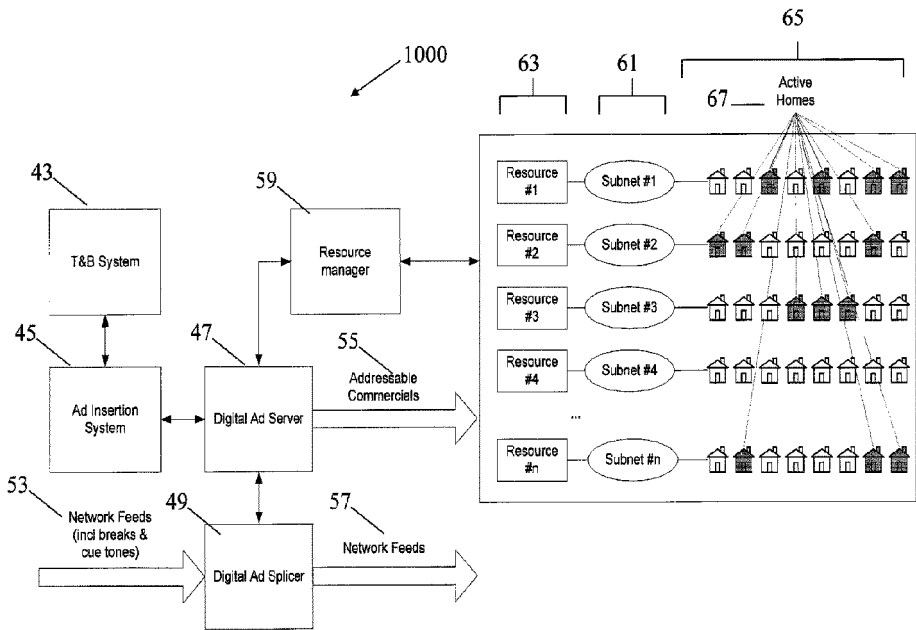 65
63
61
1000
Active
Homes
67
43
59
Resource
#1
Subnet #1
T&B System
Resource
manager
Resource
#2
Subnet #2
45
47
55
Resource
#3
Subnet #3
Ad Insertion
System
Digital Ad Server
Addressable
Commercials
Resource
#4
Subnet #4
...
Resource
#n
Subnet #n
53
49
57
Network Feeds
(incl breaks &
cue tones)
Digital Ad Splicer
Network Feeds